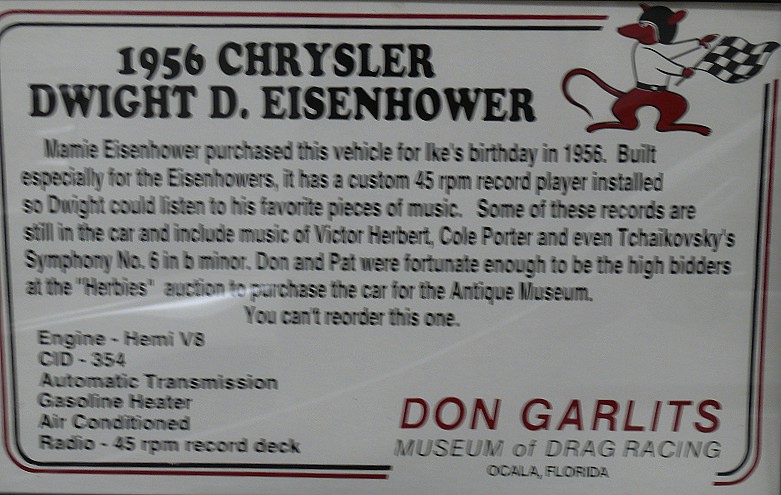 1956 CHRYSLER
DWIGHT D. EISENHOWER
Mamie Eisenhower purchased this vehicle for Ike's birthday in 1956. Built
especially for the Eisenhowers, it has a custom 45 rpm record player installed
so Dwight could listen to his favorite pieces of music. Some of these records are
still in the car and include music of Victor Herbert, Cole Porter and even Tchaikovsky's
Symphony No. 6 in b minor. Don and Pat were fortunate enough to be the high bidders
at the "Herbies" auction to purchase the car for the Antique Museum.
You can't reorder this one.
Engine - Hemi V8
CID - 354
Automatic Transmission
Gasoline Heater
Air Conditioned
Radio - 45 rpm record deck
DON GARLITS
MUSEUM of DRAG RACING
OCALA, FLORIDA